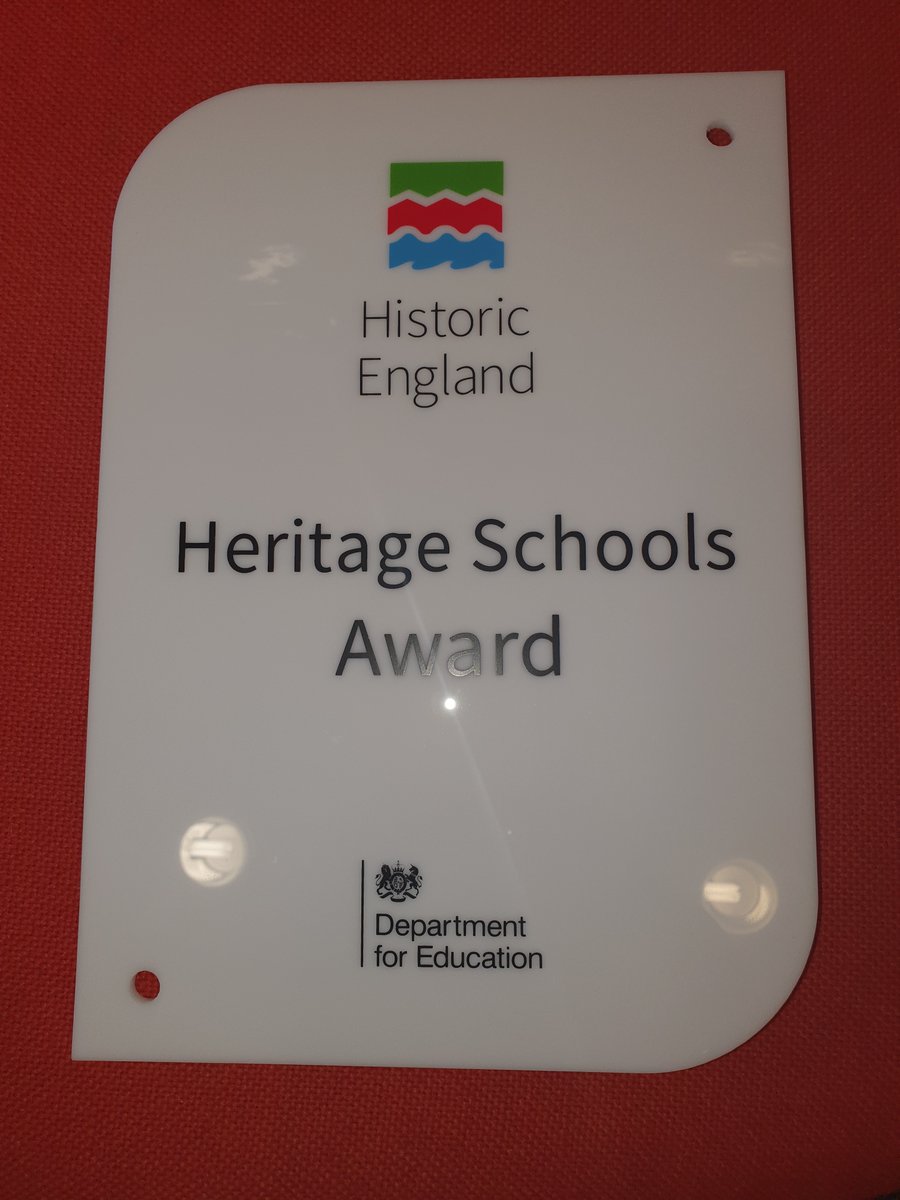 Historic
England
Heritage Schools
Award
Department
for Education